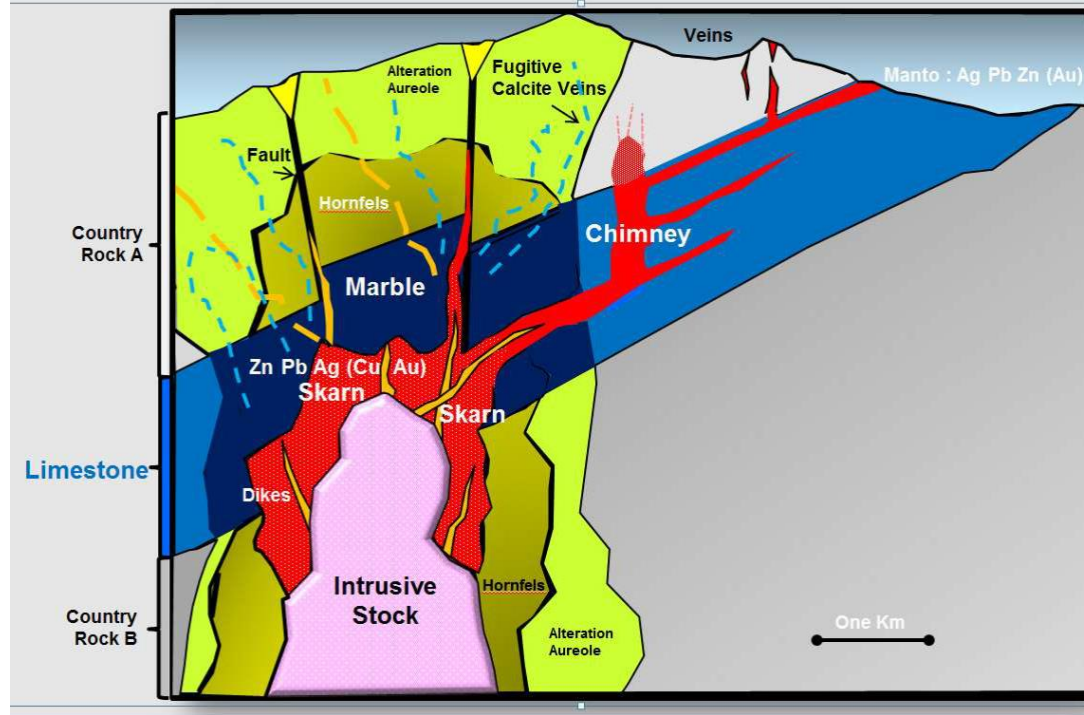 Veins
Manto : Ag Pb Zn (Au)
Alteration
Aureole
Fugitive
Calcite Veins
Fault
Hornfels
Country
Rock A
Chimney
Marble
Zn Pb Ag (Cu Au)
Skarn
Skarn
Limestone
Dikes
Intrusive
Stock
Hornfels
Country
Rock B
Alteration
Aureole
One Km